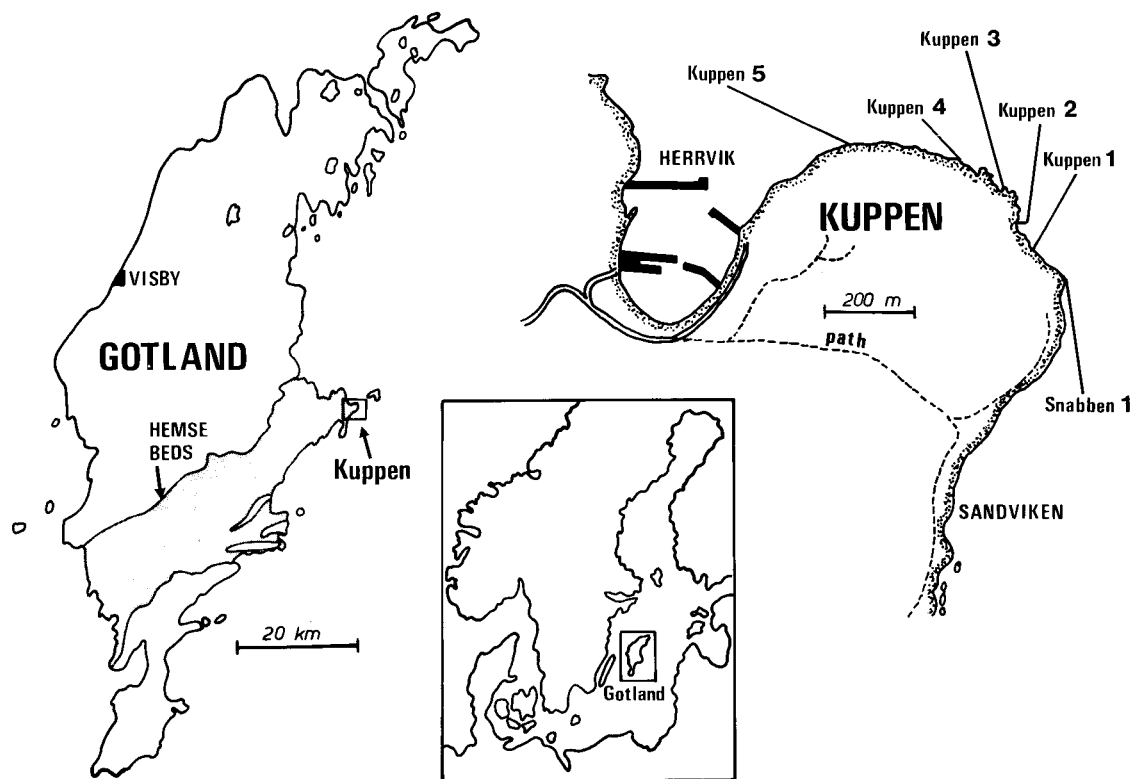 VISBY
GOTLAND
HEMSE
BEDS
Kuppen
20 km
Gotland
Kuppen 3
Kuppen 5
Kuppen 4
Kuppen 2
Kuppen 1
HERRVIK
KUPPEN
200 m
path
Snabben 1
SANDVIKEN